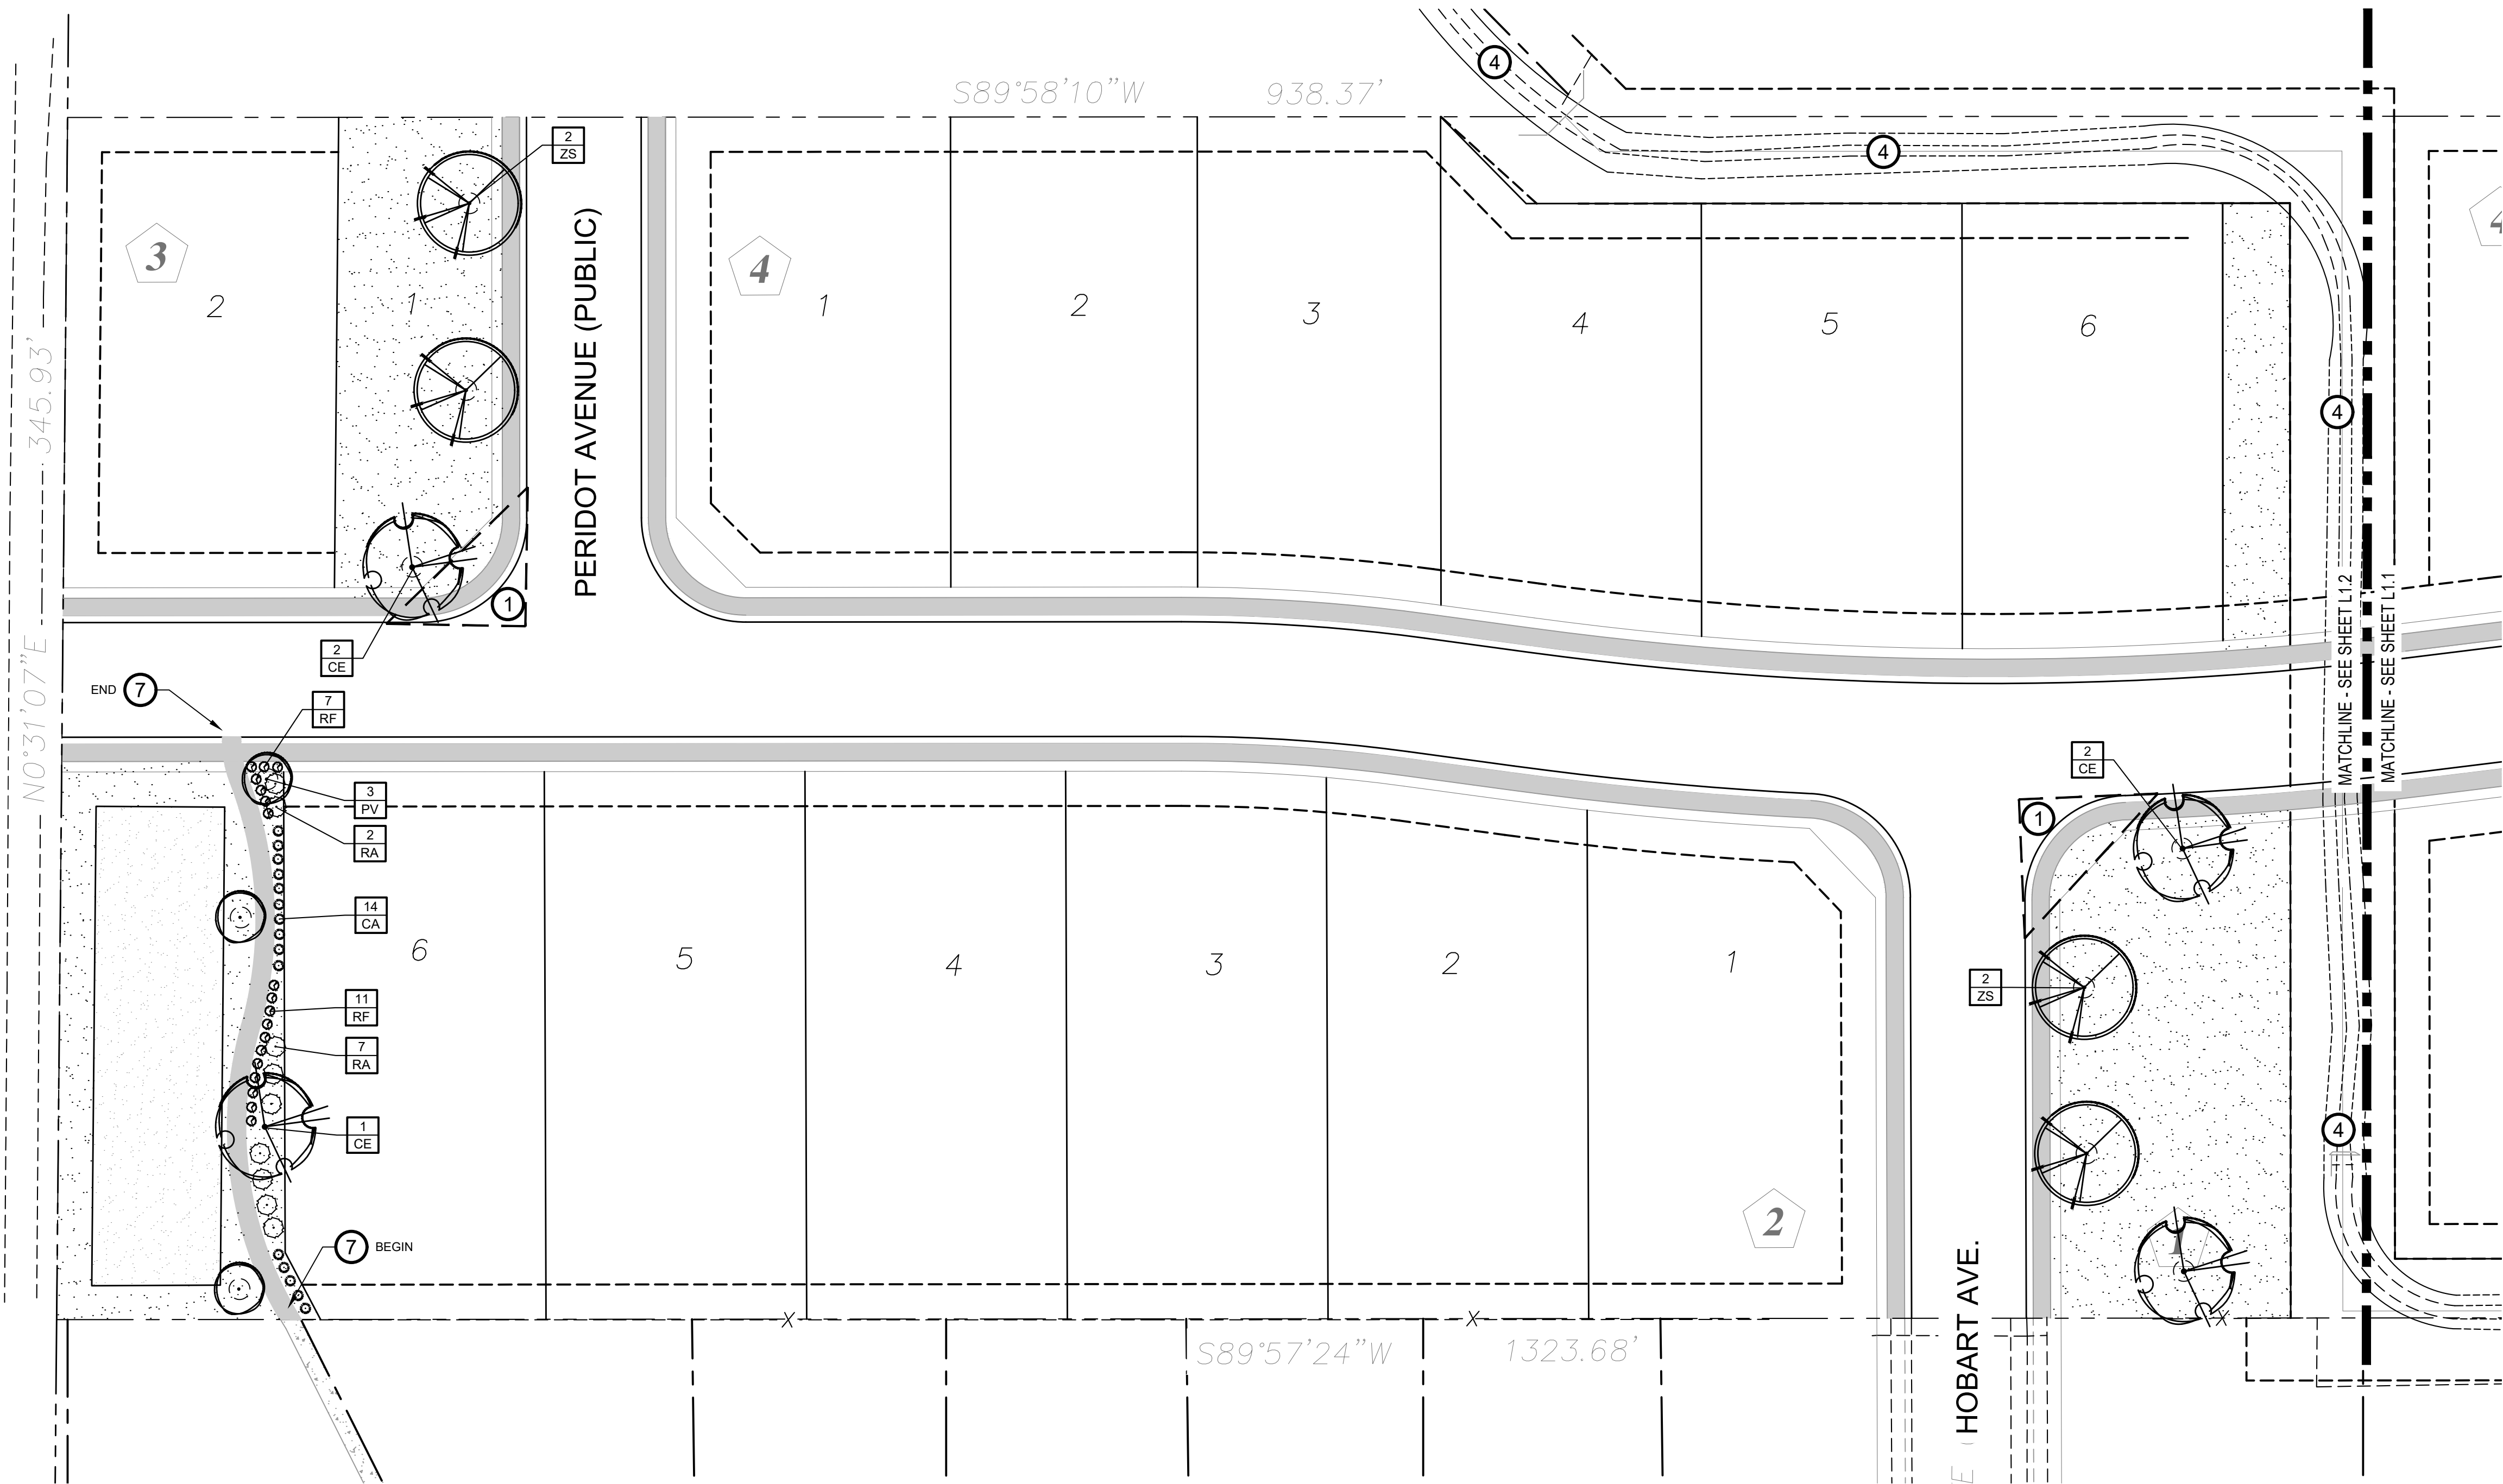 S89°58'10"W 938.37'
4
4
4
4
2
ZS
3
2
1
PERIDOT AVENUE (PUBLIC)
4
1
2
3
4
5
6
4
N0°31'07"E 345.93'
1
2
CE
END 7
7
RF
3
PV
2
RA
14
CA
11
RF
7
RA
1
CE
7 BEGIN
6
5
4
3
2
1
2
2
CE
1
2
ZS
1
MATCHLINE - SEE SHEET L1.2
MATCHLINE - SEE SHEET L1.1
X
X
X
S89°57'24"W 1323.68'
E HOBART AVE.